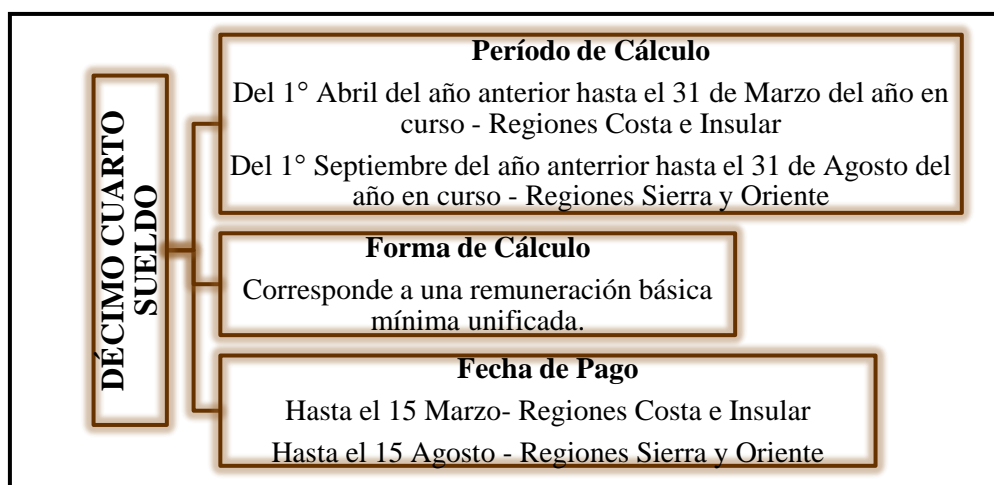 DÉCIMO CUARTO
SUELDO
Período de Cálculo
Del 1° Abril del año anterior hasta el 31 de Marzo del año en
curso - Regiones Costa e Insular
Del 1° Septiembre del año anterrior hasta el 31 de Agosto del
año en curso - Regiones Sierra y Oriente
Forma de Cálculo
Corresponde a una remuneración básica
mínima unificada.
Fecha de Pago
Hasta el 15 Marzo- Regiones Costa e Insular
Hasta el 15 Agosto - Regiones Sierra y Oriente